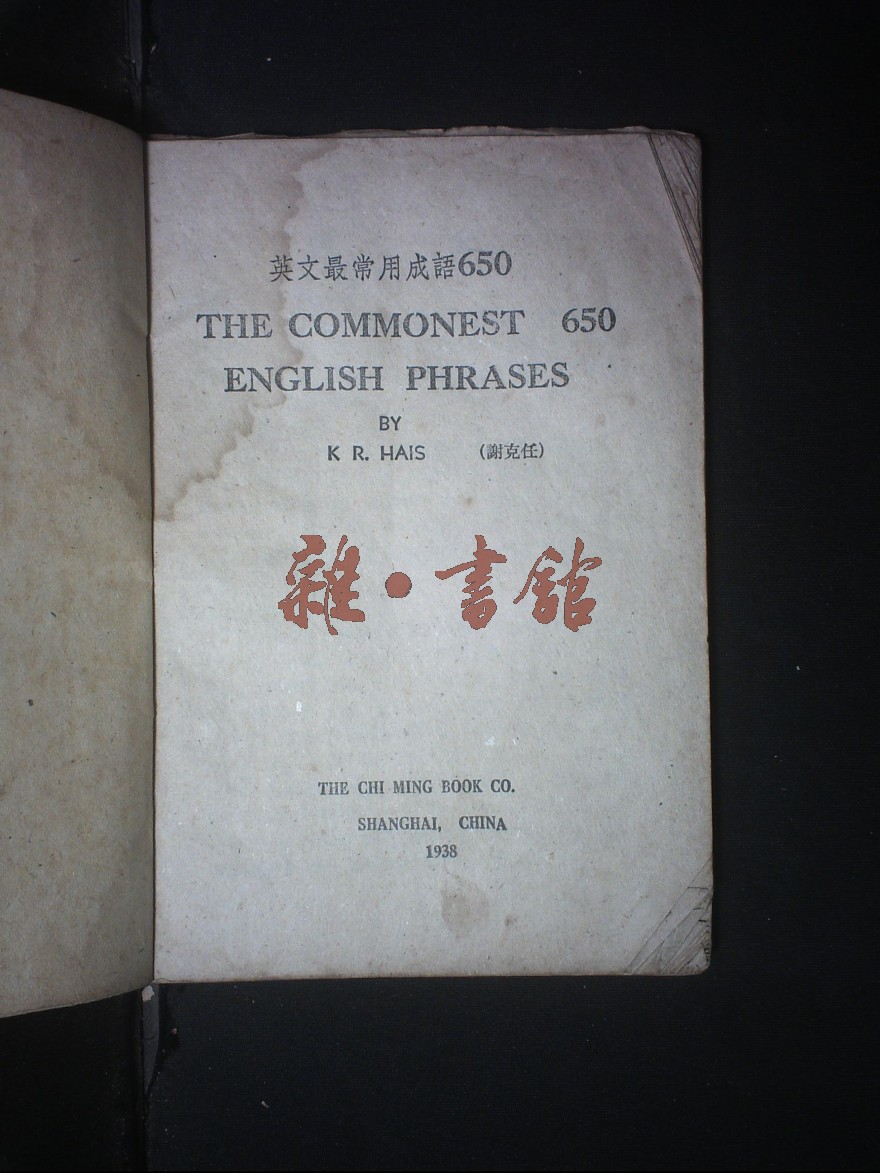 英文最常用成語650
THE COMMONEST 650
ENGLISH PHRASES
BY
K R. HAIS (謝克任)
雜·書館
THE CHI MING BOOK CO.
SHANGHAI, CHINA
1938